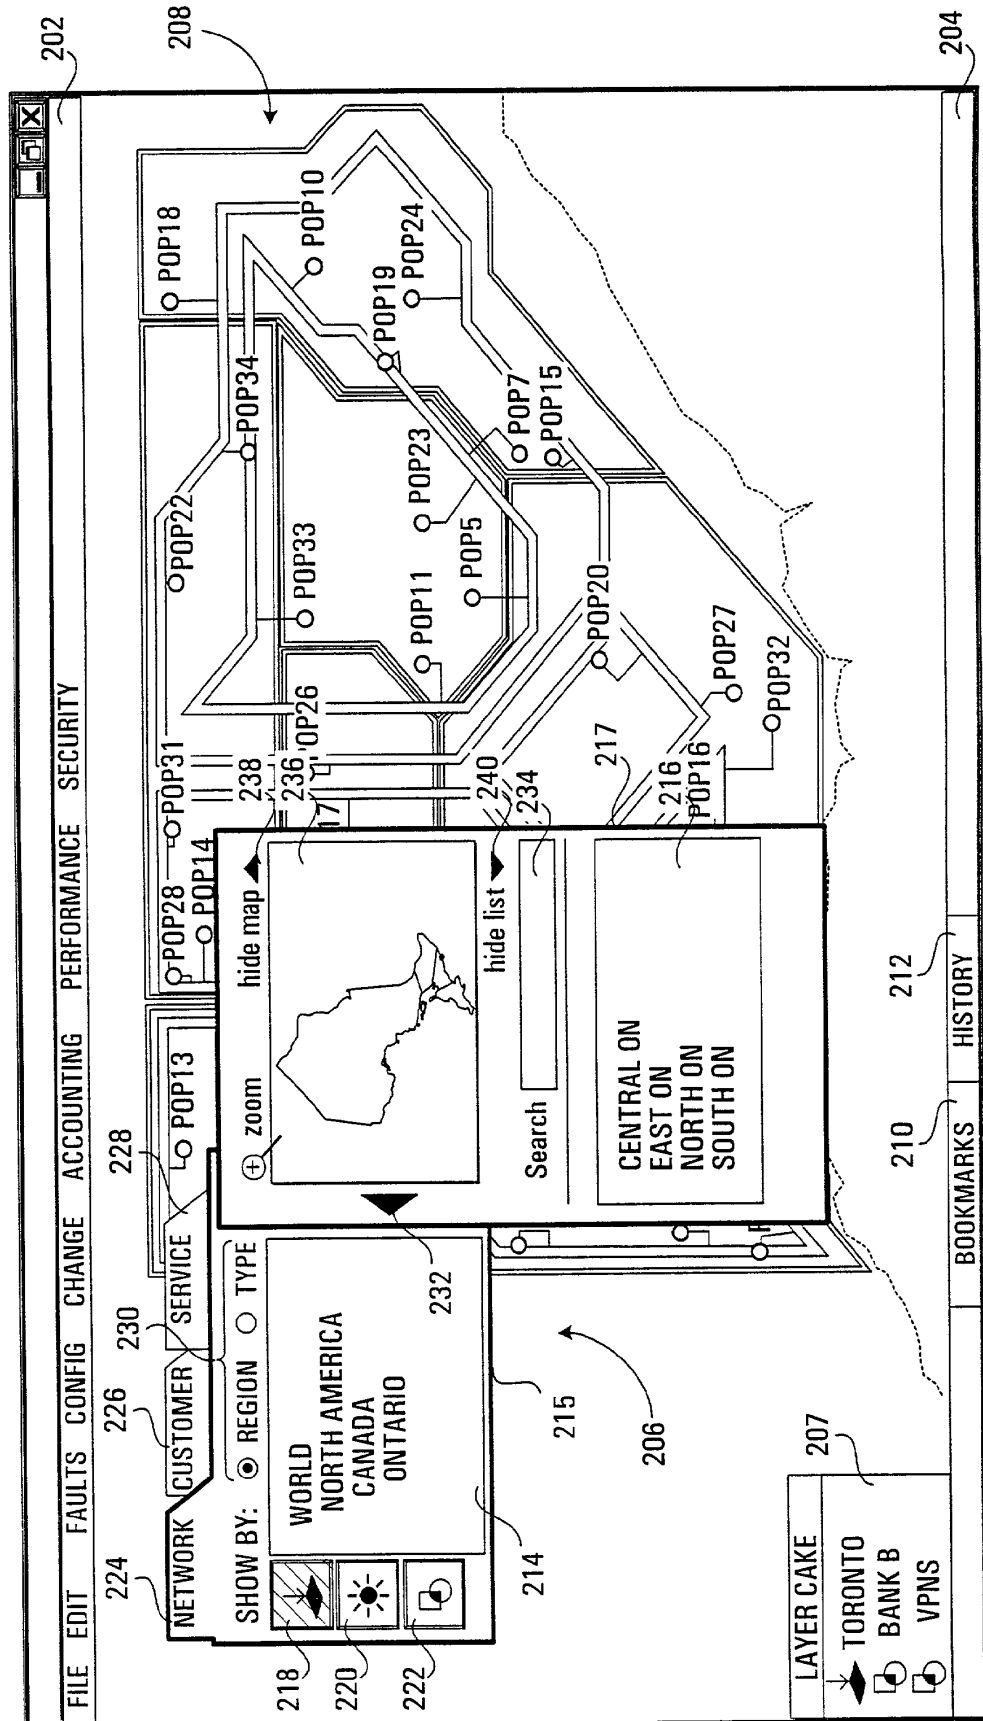 202
208
FILE EDIT FAULTS CONFIG CHANGE ACCOUNTING PERFORMANCE SECURITY
224
226
230
228
NETWORK
CUSTOMER
SERVICE
POP13
POP28
POP14
POP31
POP22
POP34
POP18
POP10
SHOW BY: REGION TYPE
218
220
222
WORLD
NORTH AMERICA
CANADA
ONTARIO
214
215
232
206
zoom
hide map
238
236
17
POP26
POP33
POP11
POP5
POP23
POP19
POP24
POP7
POP15
POP20
hide list
240
234
217
216
POP16
POP27
POP32
Search
CENTRAL ON
EAST ON
NORTH ON
SOUTH ON
207
LAYER CAKE
TORONTO
BANK B
VPNS
210
212
BOOKMARKS
HISTORY
204